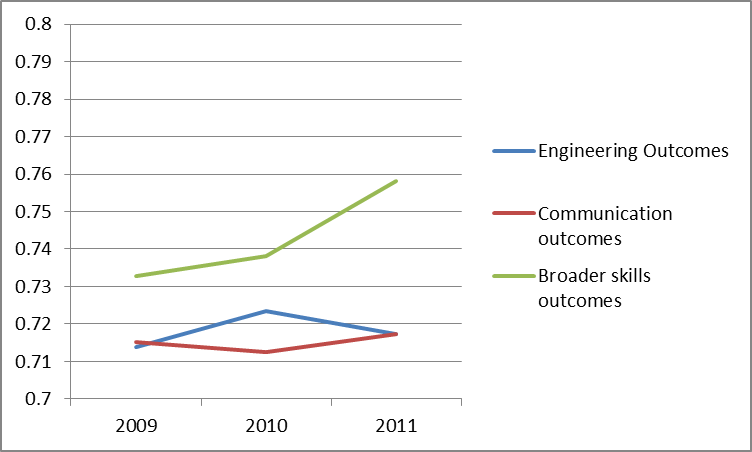 0.8
0.79
0.78
0.77
0.76
0.75
0.74
0.73
0.72
0.71
0.7
2009 2010 2011
Engineering Outcomes
Communication
outcomes
Broader skills
outcomes